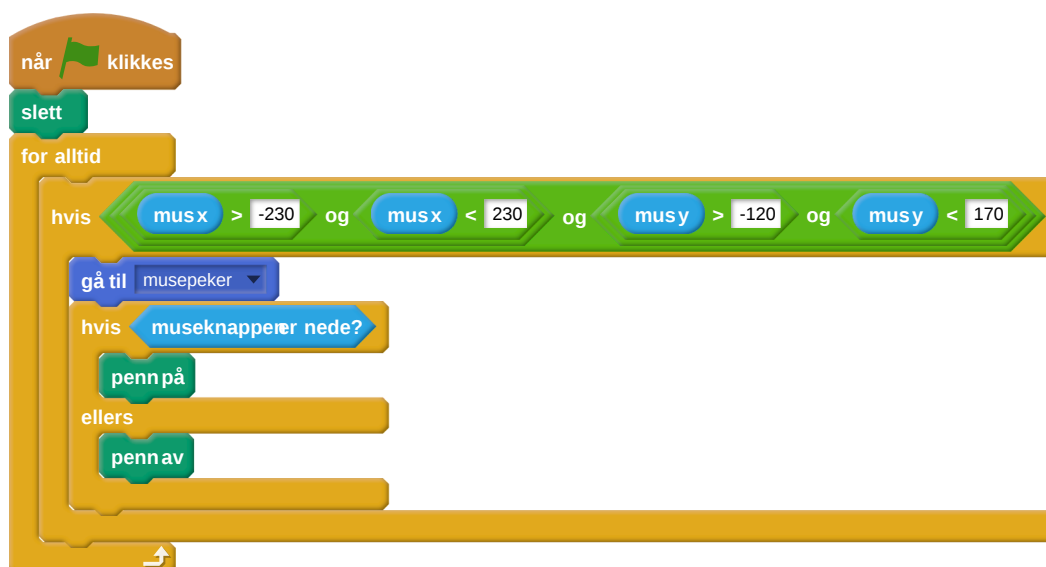 når klikkes
slett
for alltid
hvis mus x > -230 og mus x < 230 og mus y > -120 og mus y < 170
gå til musepeker
hvis museknappen er nede?
penn på
ellers
penn av